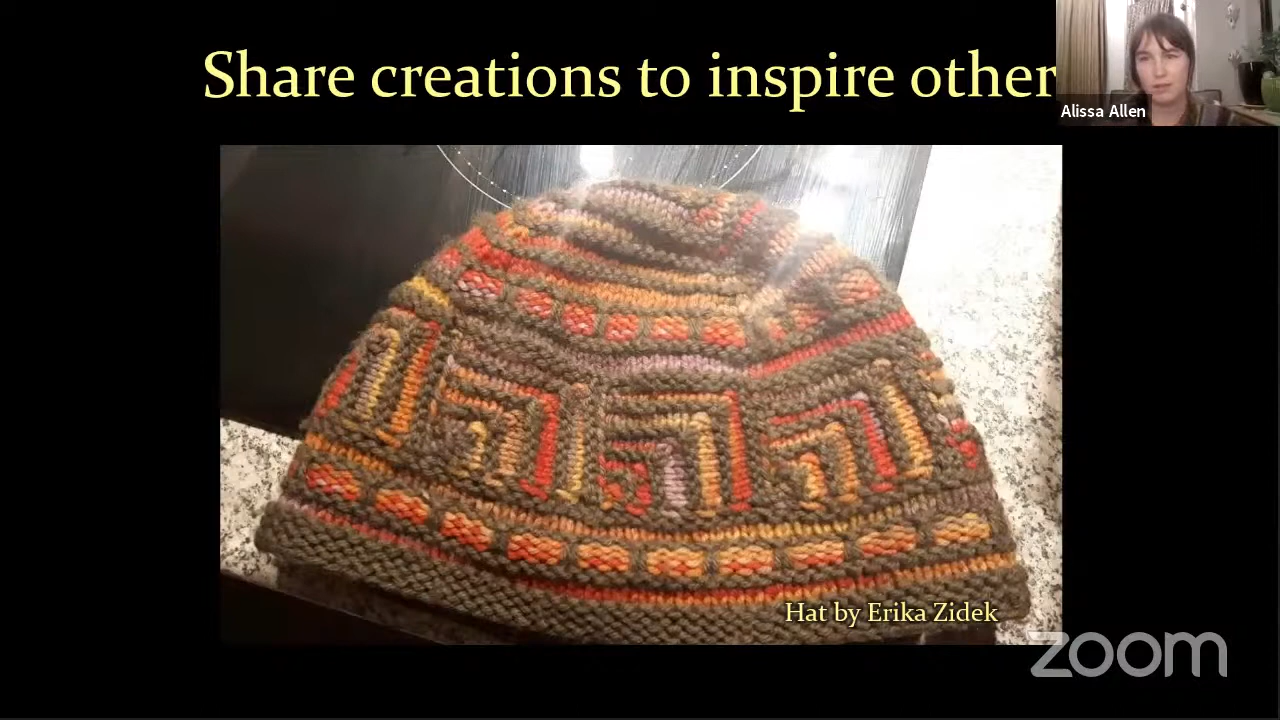 Share creations to inspire other
Alissa Allen
Hat by Erika Zidek
zoom